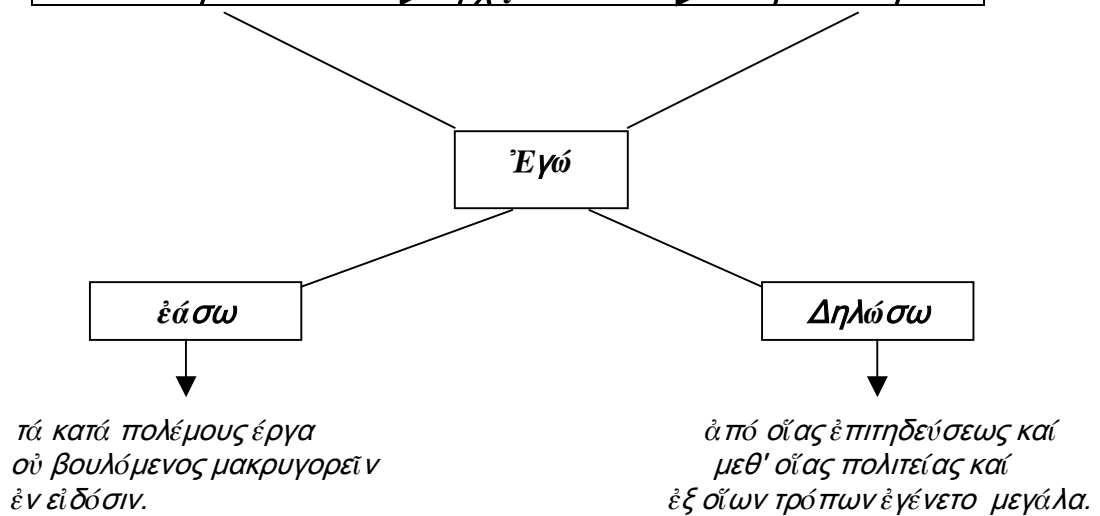 Ἐγώ
ἐάσω
Δηλώσω
τά κατά πολέμους έργα
οὐ βουλόμενος μακρυγορεῖν
ἐν εἰδόσιν.
ἀπό οἵας ἐπιτηδεύσεως καί
μεθ' οἵας πολιτείας καί
ἐξ οἵων τρόπων ἐγένετο μεγάλα.